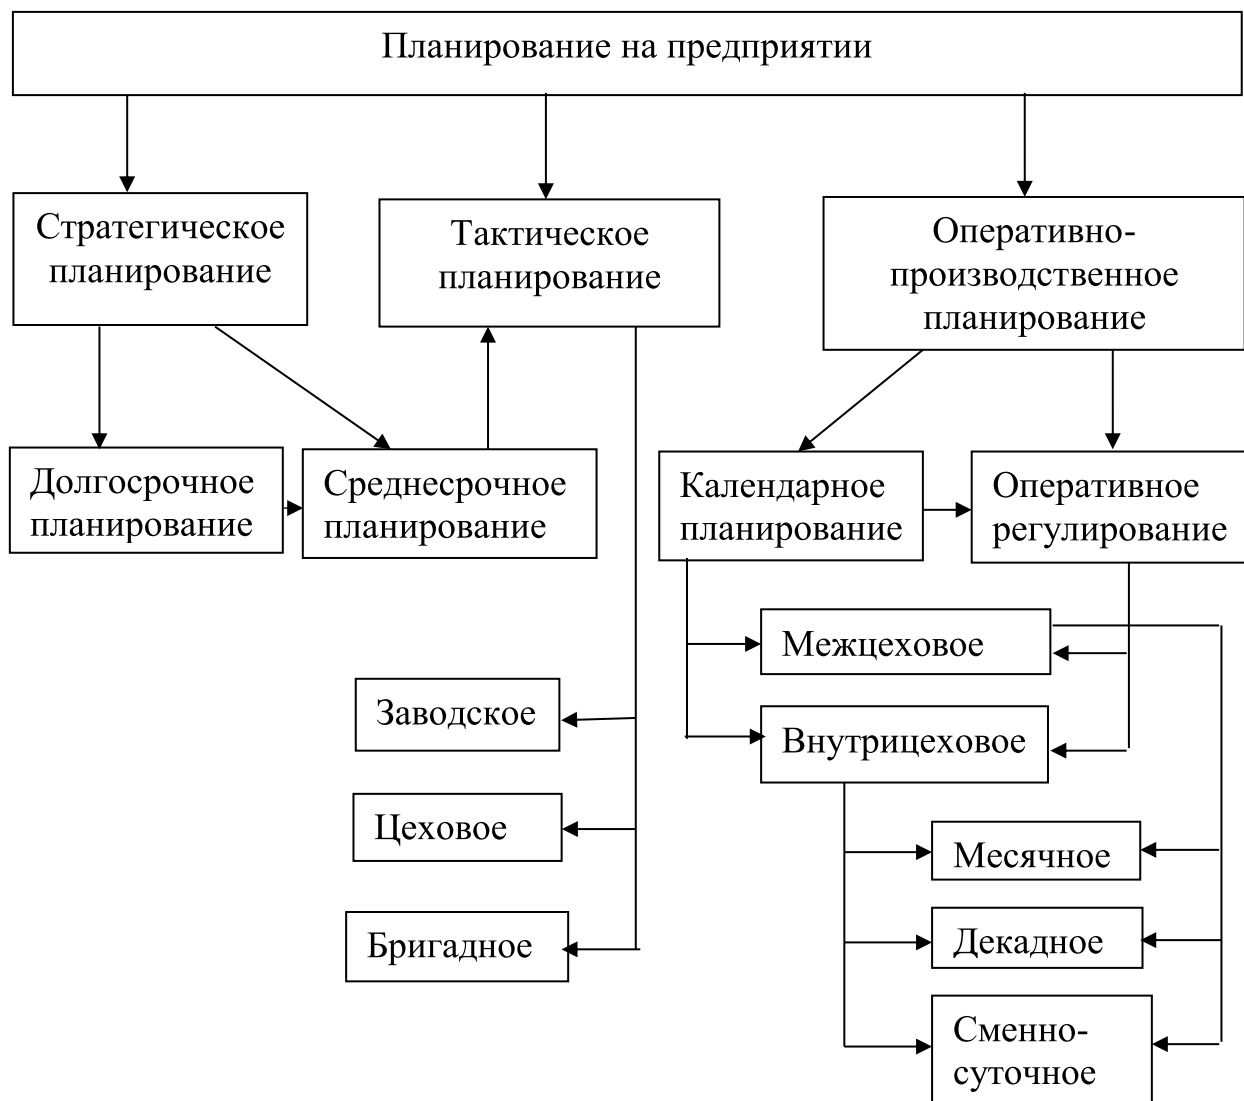 Планирование на предприятии
Стратегическое
планирование
Тактическое
планирование
Оперативно-
производственное
планирование
Долгосрочное
планирование
Среднесрочное
планирование
Календарное
планирование
Оперативное
регулирование
Межцеховое
Заводское
Внутрицеховое
Цеховое
Месячное
Бригадное
Декадное
Сменно-
суточное